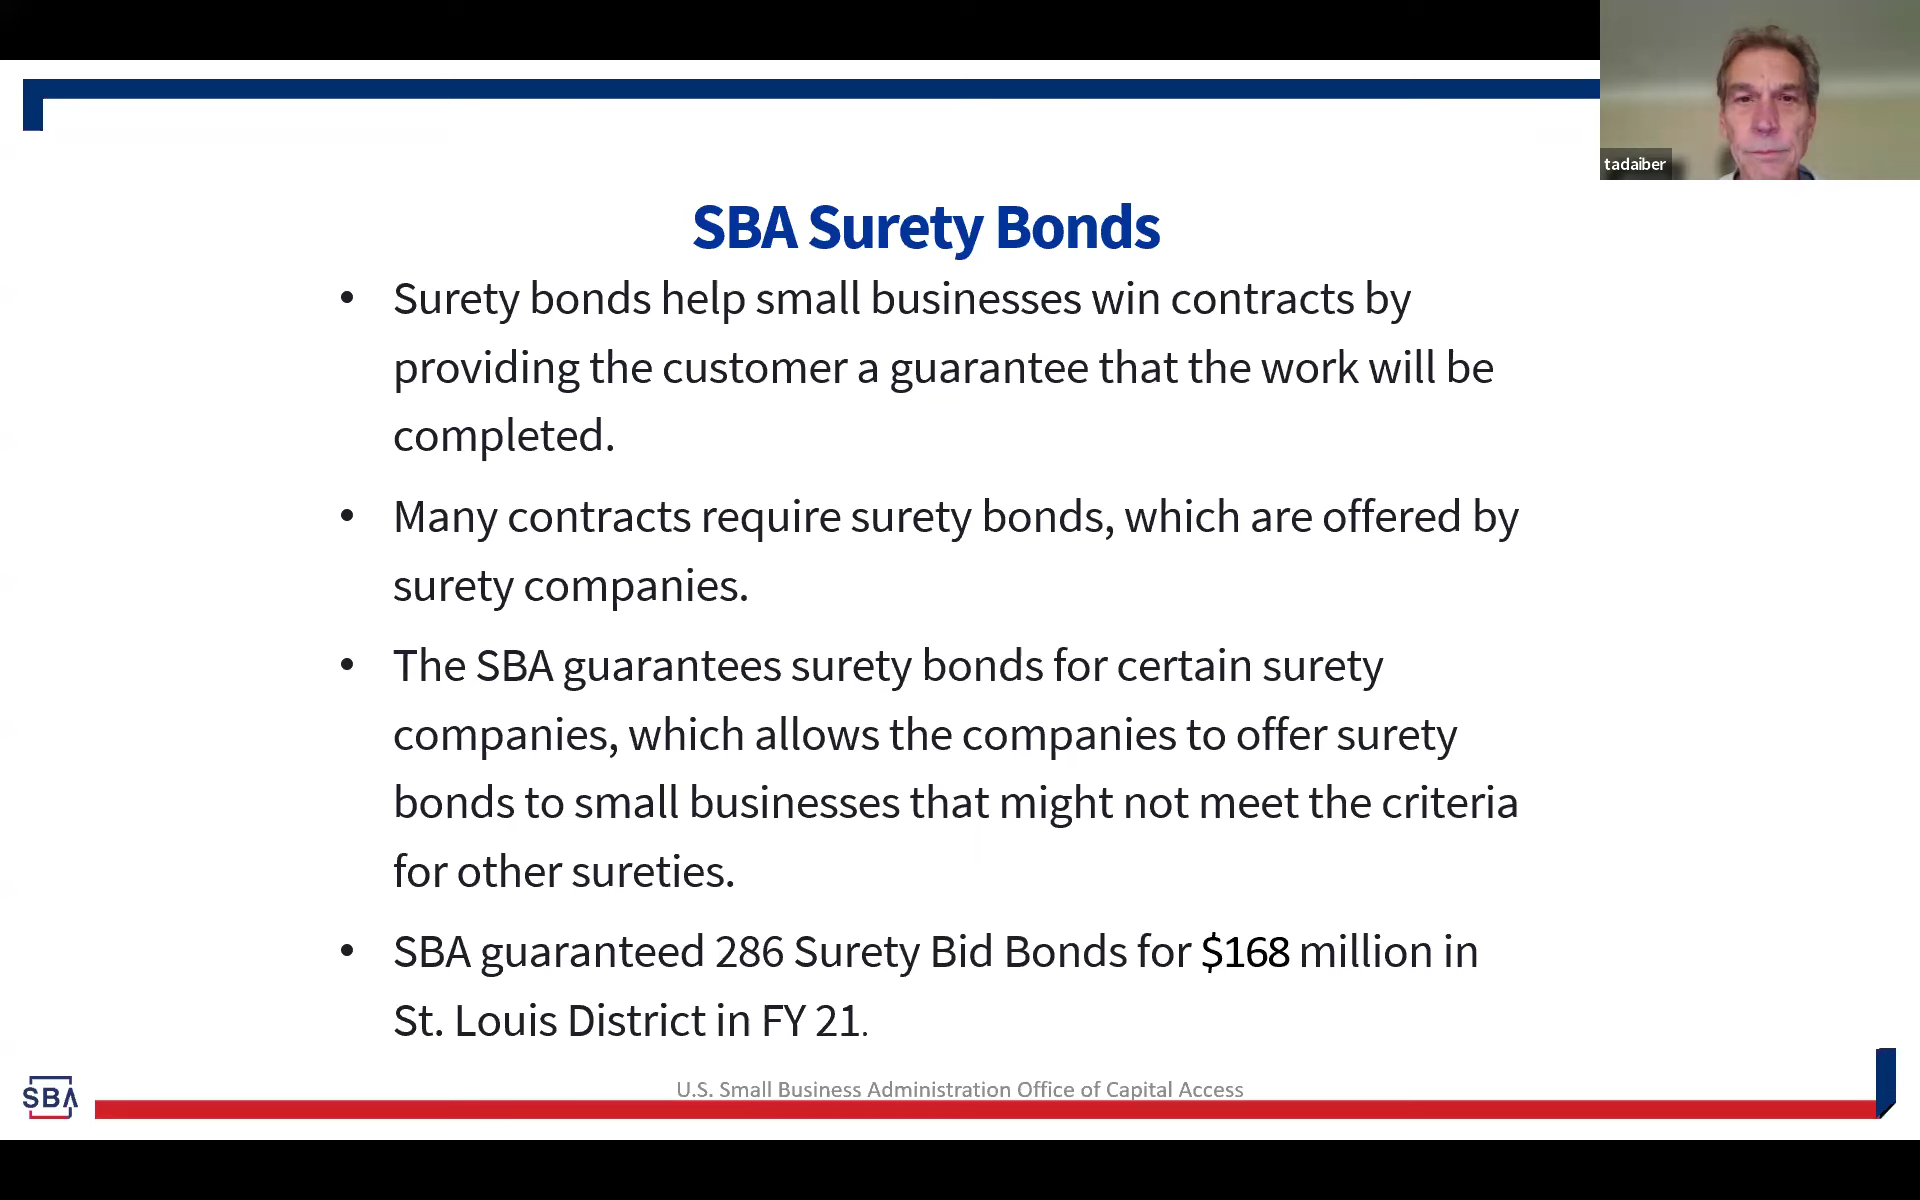 tadaiber
SBA Surety Bonds
• Surety bonds help small businesses win contracts by
providing the customer a guarantee that the work will be
completed.
• Many contracts require surety bonds, which are offered by
surety companies.
• The SBA guarantees surety bonds for certain surety
companies, which allows the companies to offer surety
bonds to small businesses that might not meet the criteria
for other sureties.
• SBA guaranteed 286 Surety Bid Bonds for $168 million in
St. Louis District in FY 21.
U.S. Small Business Administration Office of Capital Access
SBA